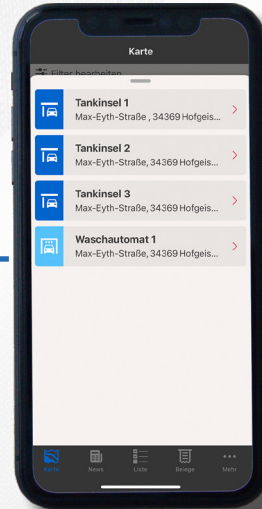 Karte
Filter bearbeiten
Tankinsel 1
Max-Eyth-Straße , 34369 Hofgeis...
Tankinsel 2
Max-Eyth-Straße, 34369 Hofgeis...
Tankinsel 3
Max-Eyth-Straße, 34369 Hofgeis...
Waschautomat 1
Max-Eyth-Straße, 34369 Hofgeis...
Karte
News
Liste
Belege
Mehr